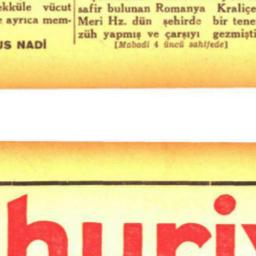 ekküle vücut
e ayrıca mem-
US NADİ
safir bulunan Romanya Kraliçe
Meri Hz. dün şehirde bir tene
züh yapmış ve çarşıyı gezmişti
[Mabadi 4 üncü sahifede]
huriy